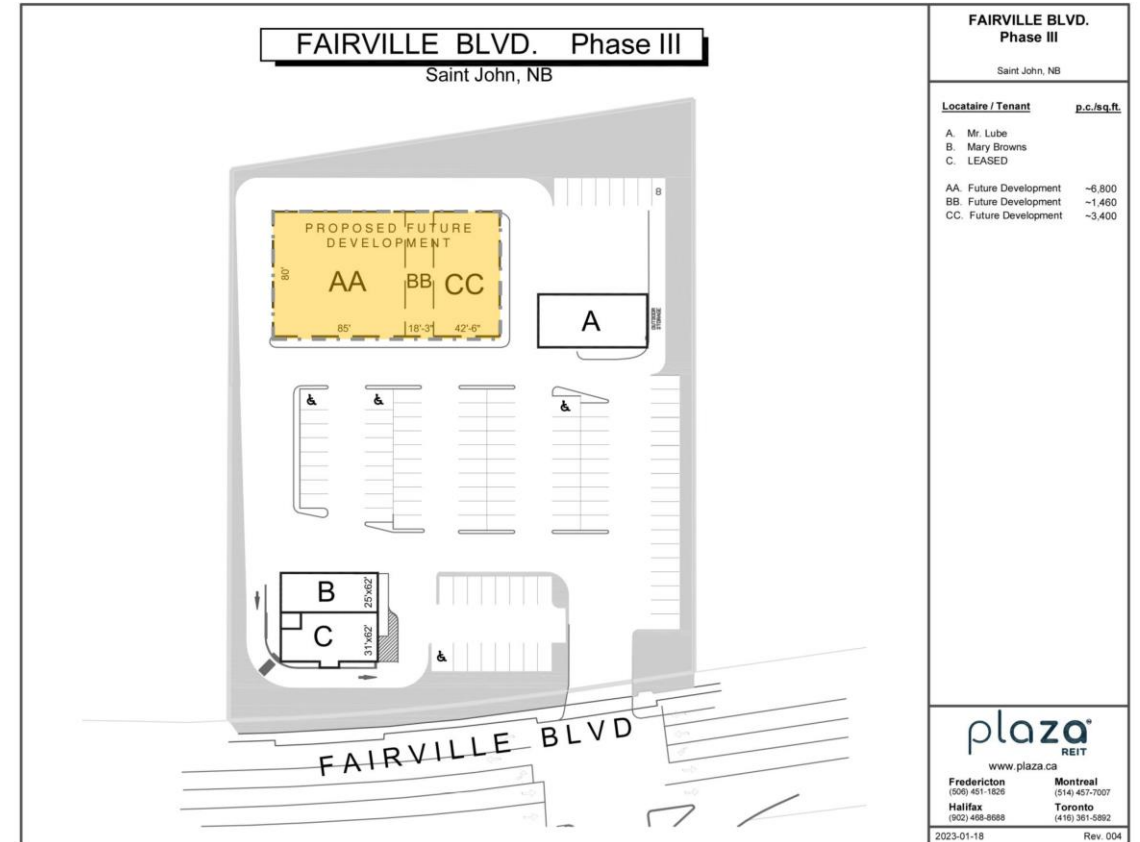 FAIRVILLE BLVD. Phase III
Saint John, NB
PROPOSED FUTURE
DEVELOPMENT
80'
AA
BB
CC
85'
18'-3"
42'-6"
8
A
OUTDOOR
STORAGE
B
25'x62'
C
31'x62'
FAIRVILLE BLVD
FAIRVILLE BLVD.
Phase III
Saint John, NB
Locataire / Tenant p.c./sq.ft.
A. Mr. Lube
B. Mary Browns
C. LEASED
AA. Future Development ~6,800
BB. Future Development ~1,460
CC. Future Development ~3,400
plaza
REIT
www.plaza.ca
Fredericton Montreal
(506) 451-1826 (514) 457-7007
Halifax Toronto
(902) 468-8688 (416) 361-5892
2023-01-18 Rev. 004